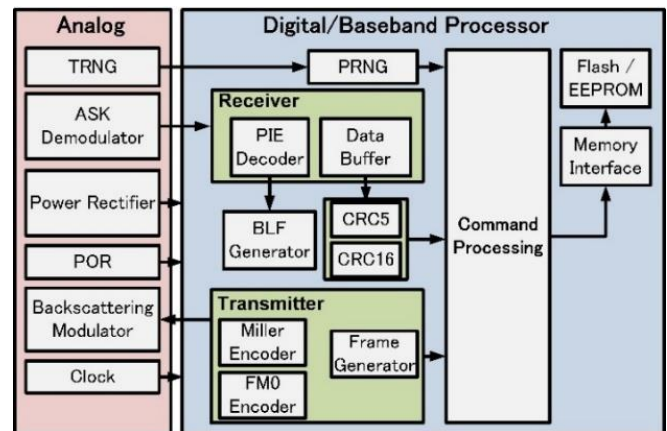 Analog
TRNG
ASK
Demodulator
Power Rectifier
POR
Backscattering
Modulator
Clock
Digital/Baseband Processor
PRNG
Receiver
PIE
Decoder
Data
Buffer
BLF
Generator
CRC5
CRC16
Transmitter
Miller
Encoder
FM0
Encoder
Frame
Generator
Command
Processing
Flash /
EEPROM
Memory
Interface